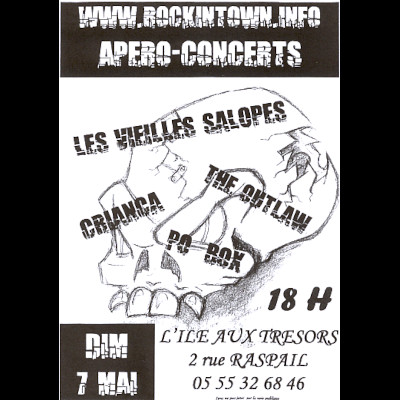 WWW.ROCKINTOWN.INFO
APERO-CONCERTS
LES VIEILLES SALOPES
CRIANCA
THE OUTLAW
PO-BOX
18 H
DIM
7 MAI
L'ILE AUX TRESORS
2 rue RASPAIL
05 55 32 68 46